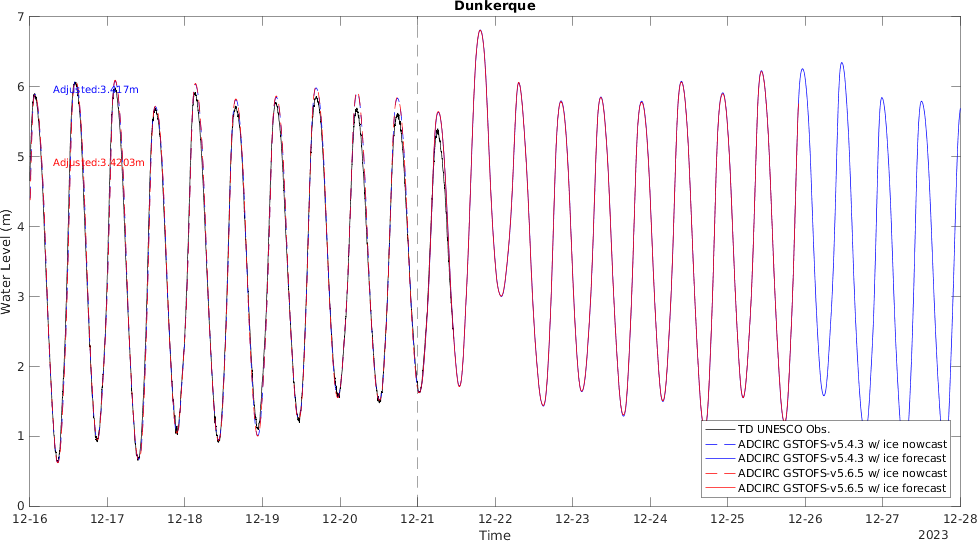 Dunkerque
7
6
5
4
3
2
1
0
Water Level (m)
Adjusted:3.417m
Adjusted:3.4203m
TD UNESCO Obs.
ADCIRC GSTOFS-v5.4.3 w/ ice nowcast
ADCIRC GSTOFS-v5.4.3 w/ ice forecast
ADCIRC GSTOFS-v5.6.5 w/ ice nowcast
ADCIRC GSTOFS-v5.6.5 w/ ice forecast
12-16 12-17 12-18 12-19 12-20 12-21 12-22 12-23 12-24 12-25 12-26 12-27 12-28
Time
2023